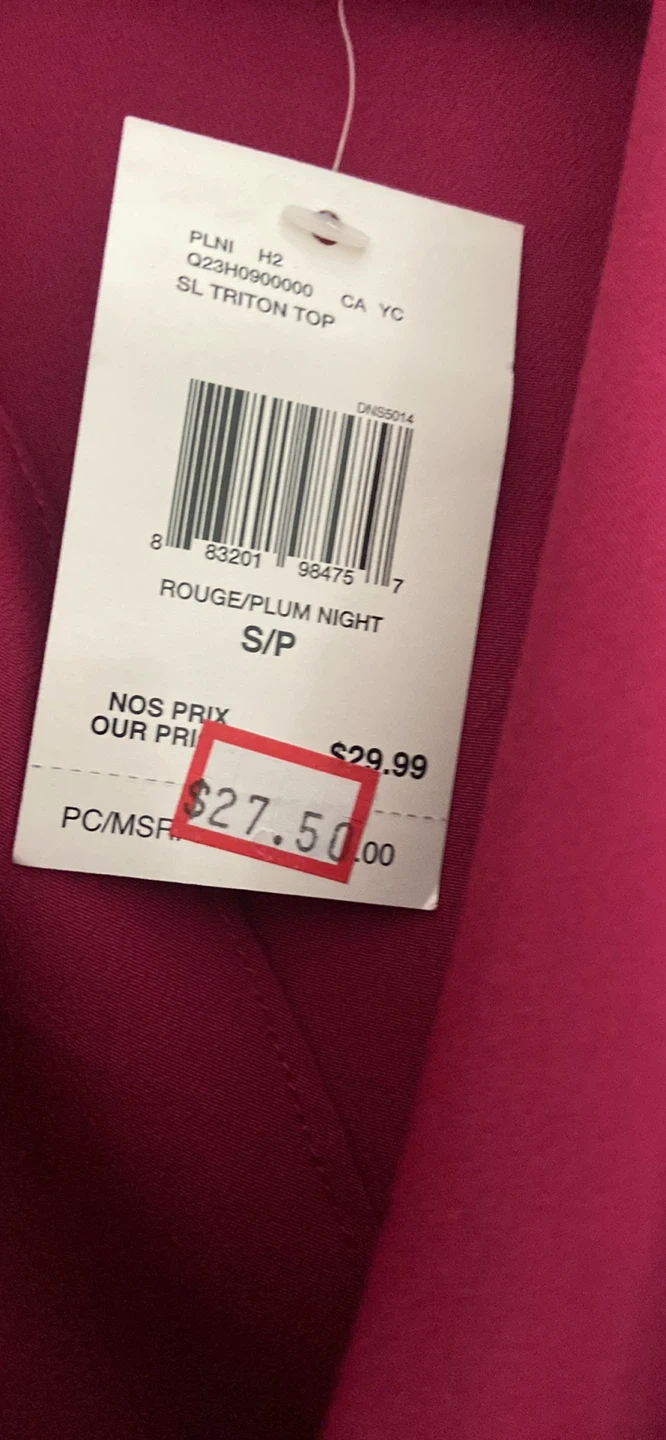 PLNI H2
Q23H0900000 CA YC
SL TRITON TOP
DNS5014
8 83201 98475 7
ROUGE/PLUM NIGHT
S/P
NOS PRIX
OUR PRI $29.99
$27.50
PC/MSR .00